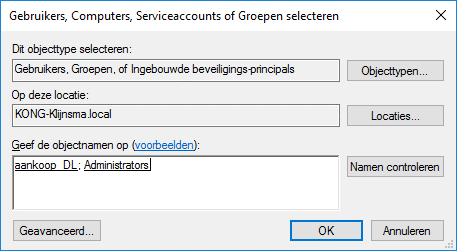 Gebruikers, Computers, Serviceaccounts of Groepen selecteren
Dit objecttype selecteren:
Gebruikers, Groepen, of Ingebouwde beveiligings-principals
Objecttypen...
Op deze locatie:
KONG-Klijnsma.local
Locaties...
Geef de objectnamen op (voorbeelden):
aankoop_DL; Administrators
Namen controleren
Geavanceerd...
OK
Annuleren